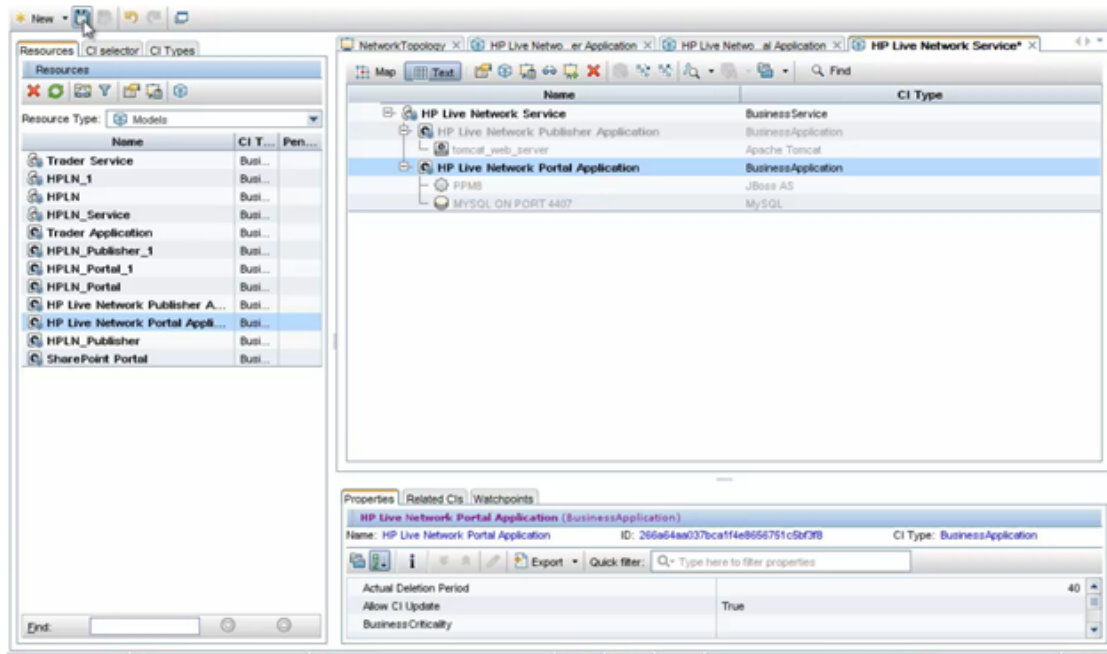 New
Resources CI selector CI Types
Resources
Resource Type: Models
Name CI T... Pen...
Trader Service Busi...
HPLN_1 Busi...
HPLN Busi...
HPLN_Service Busi...
Trader Application Busi...
HPLN_Publisher_1 Busi...
HPLN_Portal_1 Busi...
HPLN_Portal Busi...
HP Live Network Publisher A... Busi...
HP Live Network Portal Appli... Busi...
HPLN_Publisher Busi...
SharePoint Portal Busi...
Find:
NetworkTopology HP Live Netwo...er Application HP Live Netwo...al Application HP Live Network Service*
Map Text Find
Name CI Type
HP Live Network Service BusinessService
HP Live Network Publisher Application BusinessApplication
tomcat_web_server Apache Tomcat
HP Live Network Portal Application BusinessApplication
PPM8 JBoss AS
MYSQL ON PORT 4407 MySQL
Properties Related CIs Watchpoints
HP Live Network Portal Application (BusinessApplication)
Name: HP Live Network Portal Application ID: 266a64aa037bca1f4e8656751c5bf3f8 CI Type: BusinessApplication
Export Quick filter: Type here to filter properties
Actual Deletion Period 40
Allow CI Update True
BusinessCriticality